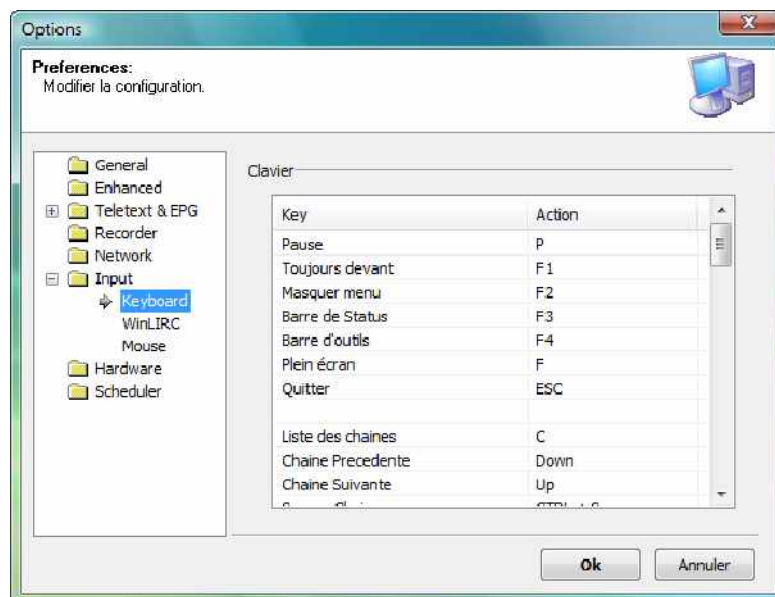 Options
Preferences:
Modifier la configuration.
General
Enhanced
Teletext & EPG
Recorder
Network
Input
Keyboard
WinLIRC
Mouse
Hardware
Scheduler
Clavier
Key Action
Pause P
Toujours devant F1
Masquer menu F2
Barre de Status F3
Barre d'outils F4
Plein écran F
Quitter ESC
Liste des chaines C
Chaine Precedente Down
Chaine Suivante Up
Ok Annuler